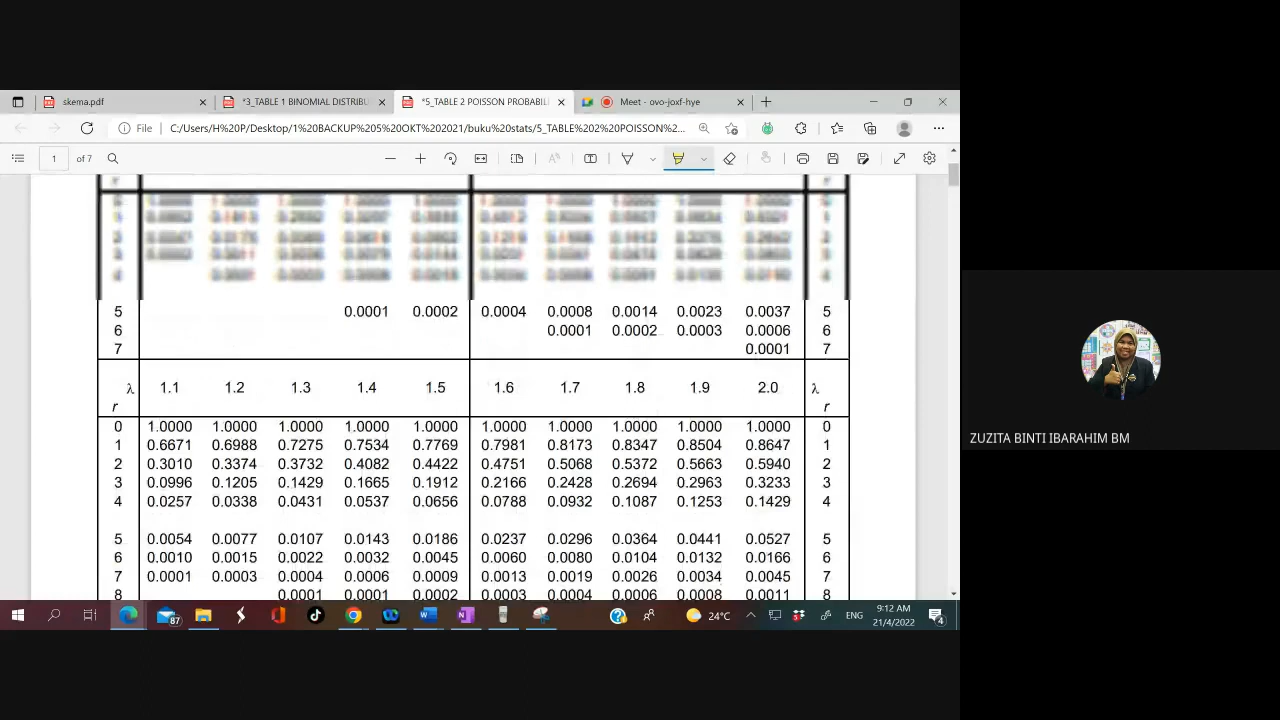 skema.pdf
*3_TABLE 1 BINOMIAL DISTRIBU
*5_TABLE 2 POISSON PROBABIL
Meet - ovo-joxf-hye
File
C:/Users/H%20P/Desktop/1%20BACKUP%205%20OKT%202021/buku%20stats/5_TABLE%202%20POISSON%2...
1 of 7
5 0.0001 0.0002 0.0004 0.0008 0.0014 0.0023 0.0037 5
6 0.0001 0.0002 0.0003 0.0006 6
7 0.0001 7
λ 1.1 1.2 1.3 1.4 1.5 1.6 1.7 1.8 1.9 2.0 λ
r r
0 1.0000 1.0000 1.0000 1.0000 1.0000 1.0000 1.0000 1.0000 1.0000 1.0000 0
1 0.6671 0.6988 0.7275 0.7534 0.7769 0.7981 0.8173 0.8347 0.8504 0.8647 1
2 0.3010 0.3374 0.3732 0.4082 0.4422 0.4751 0.5068 0.5372 0.5663 0.5940 2
3 0.0996 0.1205 0.1429 0.1665 0.1912 0.2166 0.2428 0.2694 0.2963 0.3233 3
4 0.0257 0.0338 0.0431 0.0537 0.0656 0.0788 0.0932 0.1087 0.1253 0.1429 4
5 0.0054 0.0077 0.0107 0.0143 0.0186 0.0237 0.0296 0.0364 0.0441 0.0527 5
6 0.0010 0.0015 0.0022 0.0032 0.0045 0.0060 0.0080 0.0104 0.0132 0.0166 6
7 0.0001 0.0003 0.0004 0.0006 0.0009 0.0013 0.0019 0.0026 0.0034 0.0045 7
8 0.0001 0.0001 0.0002 0.0003 0.0004 0.0006 0.0008 0.0011 8
ZUZITA BINTI IBARAHIM BM
87
24°C
ENG
9:12 AM
21/4/2022
4